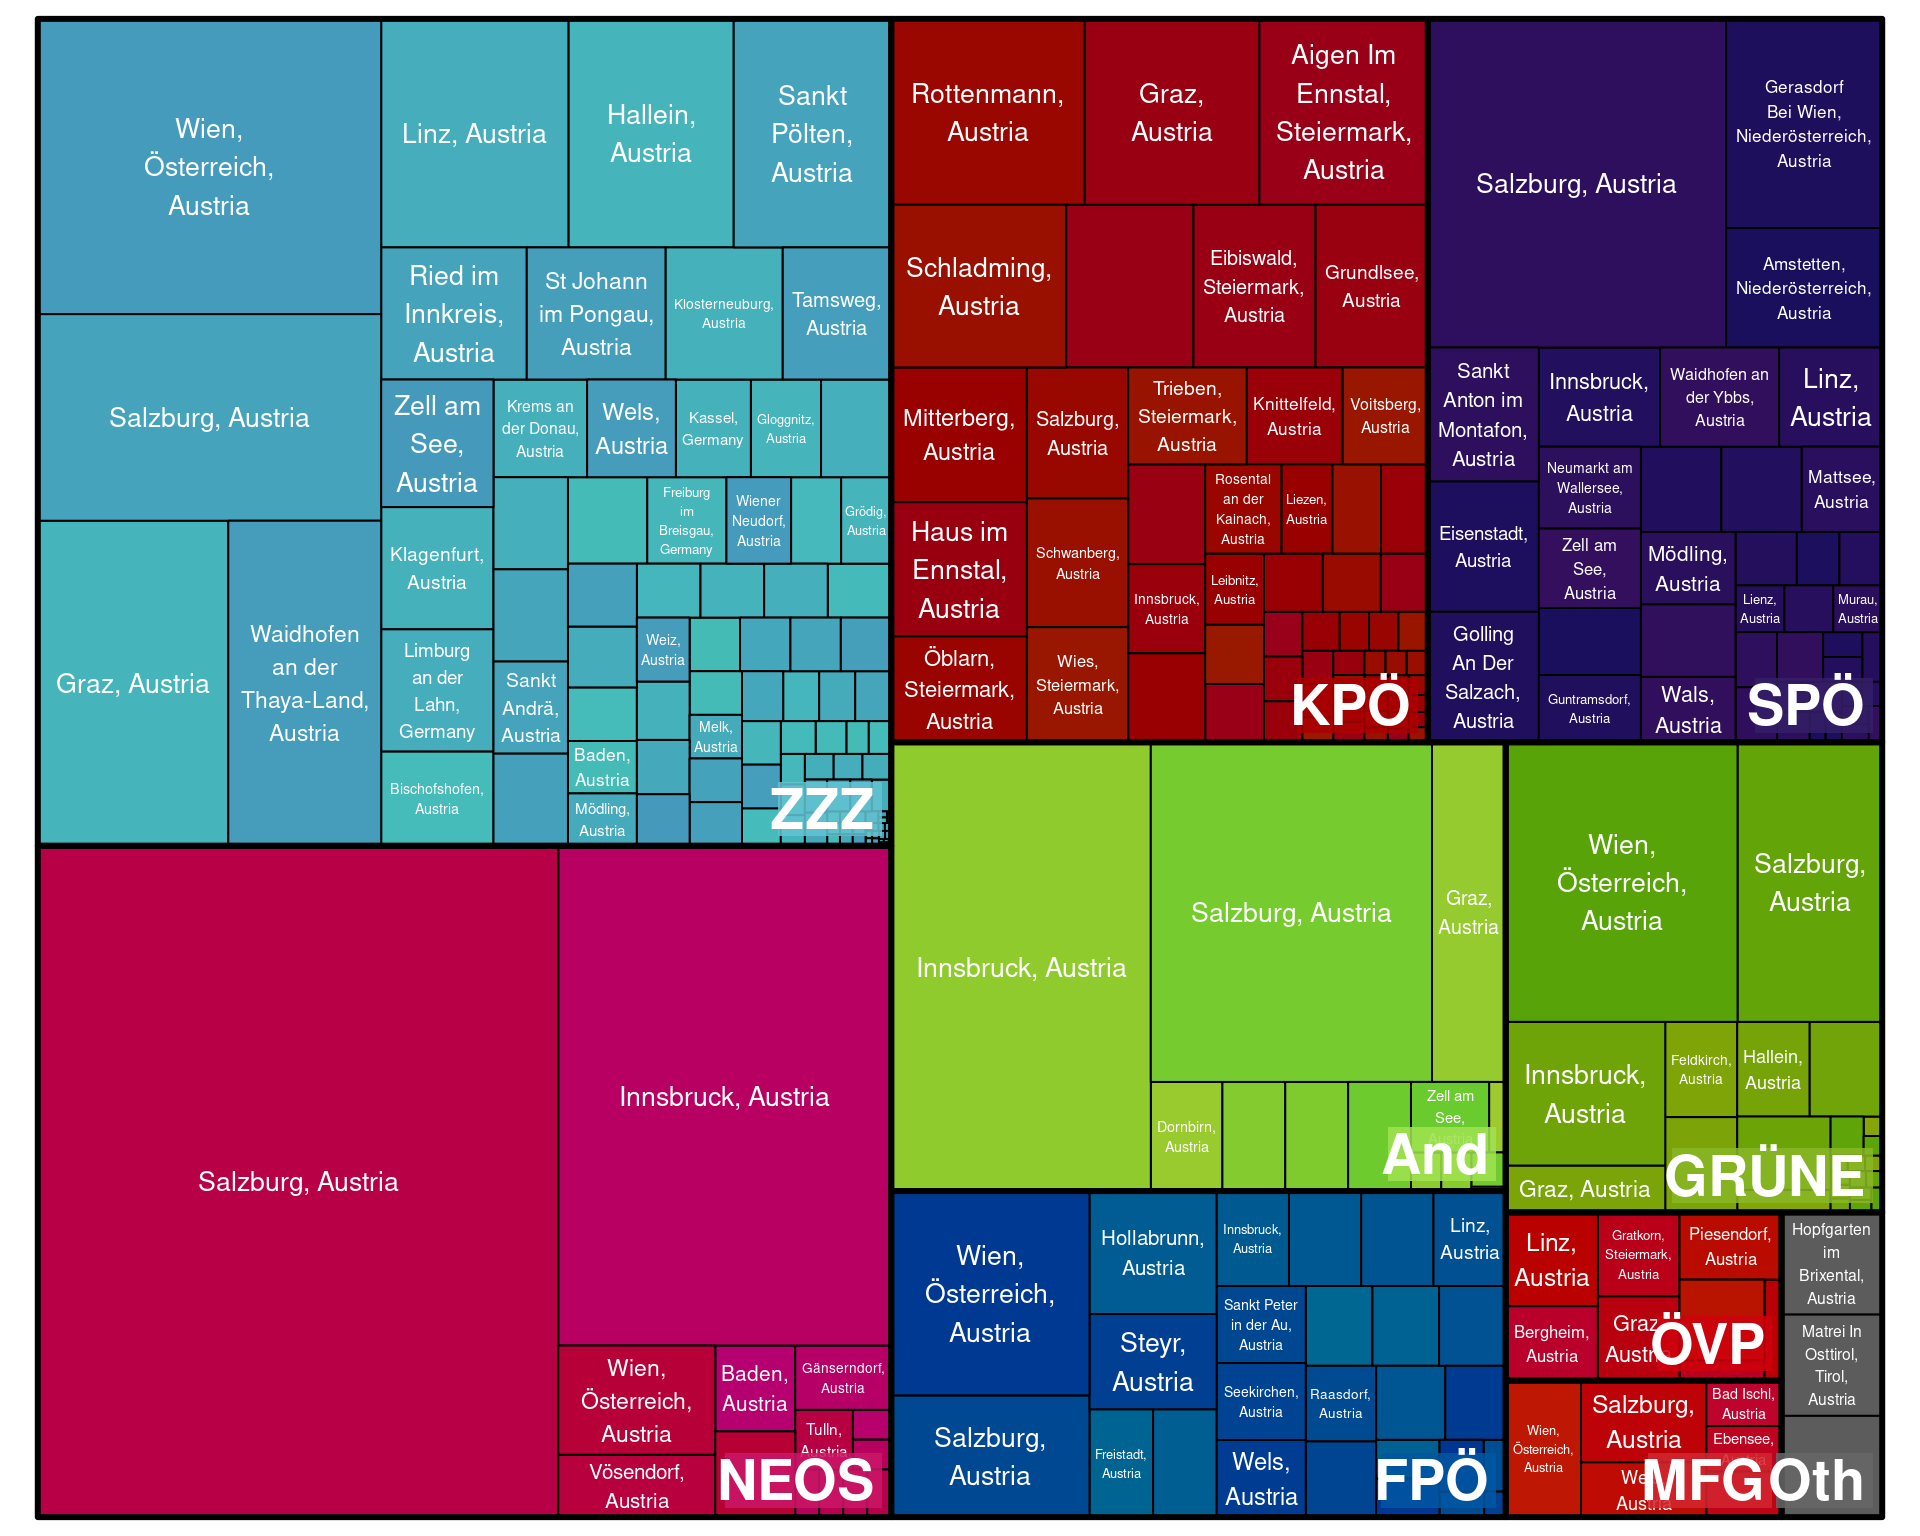 Wien,
Österreich,
Austria
Linz, Austria
Hallein,
Austria
Sankt
Pölten,
Austria
Salzburg, Austria
Ried im
Innkreis,
Austria
St Johann
im Pongau,
Austria
Klosterneuburg,
Austria
Tamsweg,
Austria
Zell am
See,
Austria
Krems an
der Donau,
Austria
Wels,
Austria
Kassel,
Germany
Gloggnitz,
Austria
Freiburg
im
Breisgau,
Germany
Wiener
Neudorf,
Austria
Grödig,
Austria
Graz, Austria
Waidhofen
an der
Thaya-Land,
Austria
Klagenfurt,
Austria
Limburg
an der
Lahn,
Germany
Bischofshofen,
Austria
Sankt
Andrä,
Austria
Weiz,
Austria
Melk,
Austria
Baden,
Austria
Mödling,
Austria
ZZZ
Rottenmann,
Austria
Graz,
Austria
Aigen Im
Ennstal,
Steiermark,
Austria
Schladming,
Austria
Eibiswald,
Steiermark,
Austria
Grundlsee,
Austria
Mitterberg,
Austria
Salzburg,
Austria
Trieben,
Steiermark,
Austria
Knittelfeld,
Austria
Voitsberg,
Austria
Haus im
Ennstal,
Austria
Schwanberg,
Austria
Rosental
an der
Kainach,
Austria
Liezen,
Austria
Innsbruck,
Austria
Leibnitz,
Austria
Öblarn,
Steiermark,
Austria
Wies,
Steiermark,
Austria
KPÖ
Salzburg, Austria
Gerasdorf
Bei Wien,
Niederösterreich,
Austria
Amstetten,
Niederösterreich,
Austria
Sankt
Anton im
Montafon,
Austria
Innsbruck,
Austria
Waidhofen an
der Ybbs,
Austria
Linz,
Austria
Eisenstadt,
Austria
Neumarkt am
Wallersee,
Austria
Mattsee,
Austria
Zell am
See,
Austria
Mödling,
Austria
Lienz,
Austria
Murau,
Austria
Golling
An Der
Salzach,
Austria
Guntramsdorf,
Austria
Wals,
Austria
SPÖ
Salzburg, Austria
Innsbruck, Austria
Wien,
Österreich,
Austria
Baden,
Austria
Gänserndorf,
Austria
Tulln,
Austria
Vösendorf,
Austria
NEOS
Innsbruck, Austria
Salzburg, Austria
Graz,
Austria
Dornbirn,
Austria
Zell am
See,
And
Wien,
Österreich,
Austria
Salzburg,
Austria
Innsbruck,
Austria
Feldkirch,
Austria
Hallein,
Austria
Graz, Austria
GRÜNE
Wien,
Österreich,
Austria
Hollabrunn,
Austria
Innsbruck,
Austria
Linz,
Austria
Steyr,
Austria
Sankt Peter
in der Au,
Austria
Salzburg,
Austria
Seekirchen,
Austria
Raasdorf,
Austria
Freistadt,
Austria
Wels,
Austria
FPÖ
Linz,
Austria
Gratkorn,
Steiermark,
Austria
Piesendorf,
Austria
Bergheim,
Austria
Graz,
Austria
ÖVP
Wien,
Österreich,
Austria
Salzburg,
Austria
Bad Ischl,
Austria
Ebensee,
Austria
MFG
Hopfgarten
im
Brixental,
Austria
Matrei In
Osttirol,
Tirol,
Austria
Oth